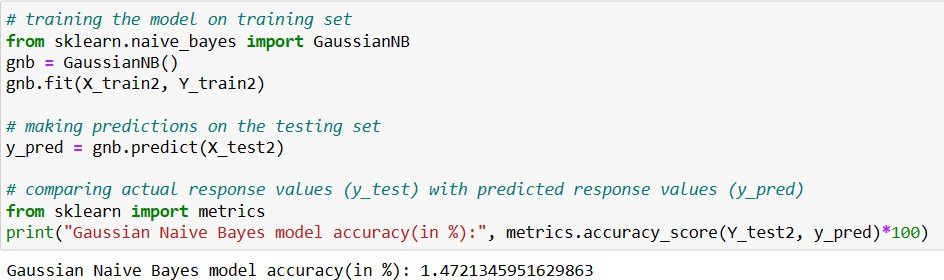 # training the model on training set
from sklearn.naive_bayes import GaussianNB
gnb = GaussianNB()
gnb.fit(X_train2, Y_train2)
# making predictions on the testing set
y_pred = gnb.predict(X_test2)
# comparing actual response values (y_test) with predicted response values (y_pred)
from sklearn import metrics
print("Gaussian Naive Bayes model accuracy(in %):", metrics.accuracy_score(Y_test2, y_pred)*100)
Gaussian Naive Bayes model accuracy(in %): 1.4721345951629863